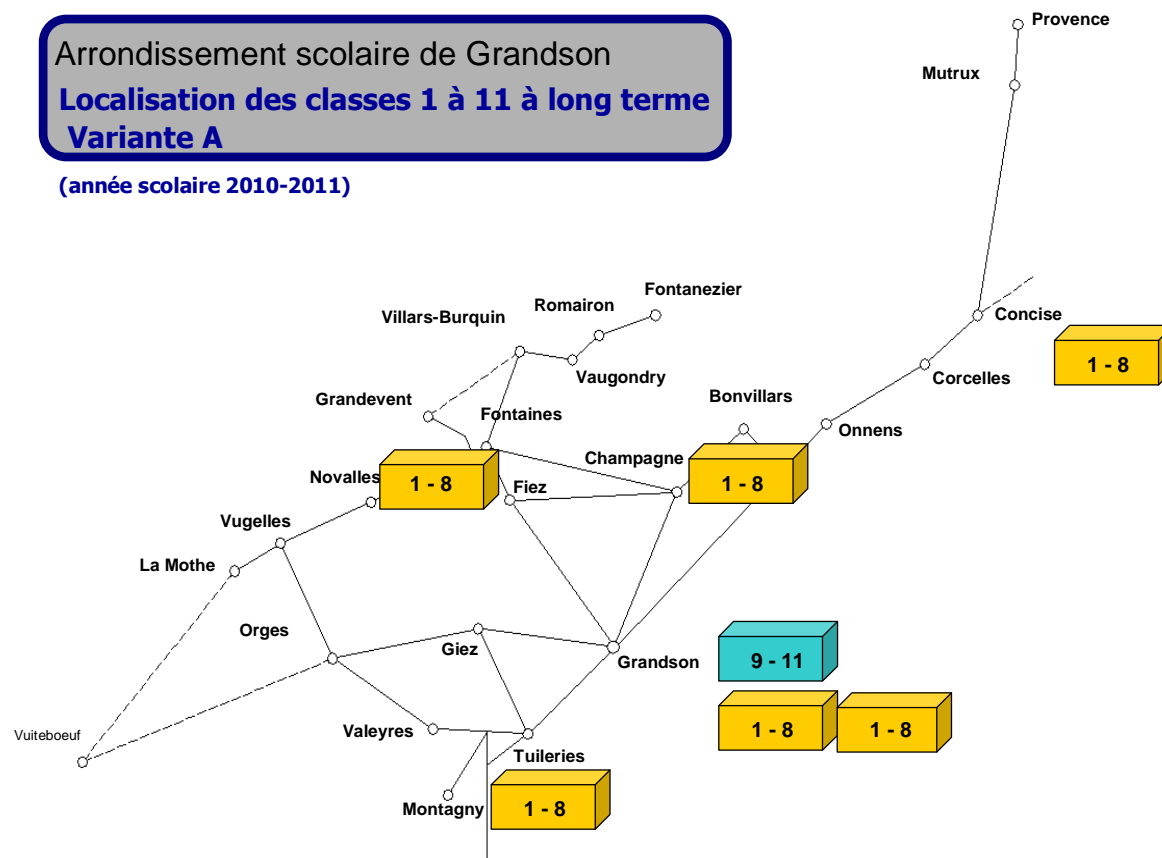 Arrondissement scolaire de Grandson
Localisation des classes 1 à 11 à long terme
Variante A
(année scolaire 2010-2011)
Provence
Mutrux
Concise
1 - 8
Corcelles
Onnens
Fontanezier
Romairon
Villars-Burquin
Vaugondry
Grandevent
Fontaines
Bonvillars
Champagne
1 - 8
Novalles
1 - 8
Fiez
Vugelles
La Mothe
Orges
Giez
Grandson
9 - 11
1 - 8
1 - 8
Vuiteboeuf
Valeyres
Tuileries
Montagny
1 - 8